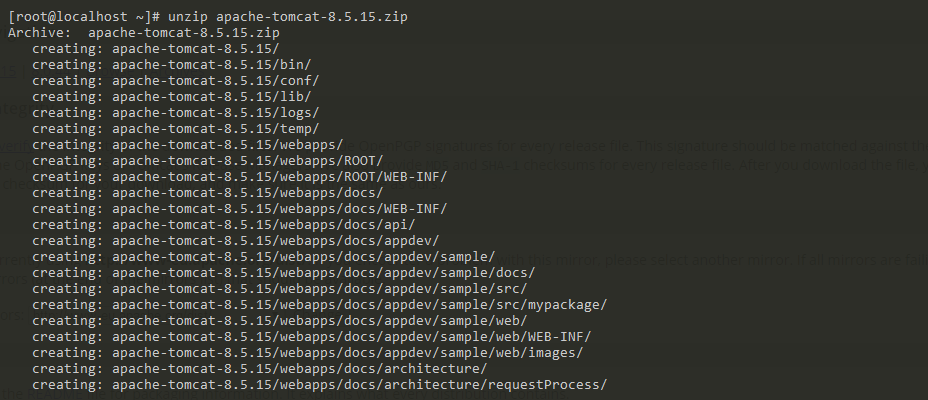 [root@localhost ~]# unzip apache-tomcat-8.5.15.zip
Archive:  apache-tomcat-8.5.15.zip
   creating: apache-tomcat-8.5.15/
   creating: apache-tomcat-8.5.15/bin/
   creating: apache-tomcat-8.5.15/conf/
   creating: apache-tomcat-8.5.15/lib/
   creating: apache-tomcat-8.5.15/logs/
   creating: apache-tomcat-8.5.15/temp/
   creating: apache-tomcat-8.5.15/webapps/
   creating: apache-tomcat-8.5.15/webapps/ROOT/
   creating: apache-tomcat-8.5.15/webapps/ROOT/WEB-INF/
   creating: apache-tomcat-8.5.15/webapps/docs/
   creating: apache-tomcat-8.5.15/webapps/docs/WEB-INF/
   creating: apache-tomcat-8.5.15/webapps/docs/api/
   creating: apache-tomcat-8.5.15/webapps/docs/appdev/
   creating: apache-tomcat-8.5.15/webapps/docs/appdev/sample/
   creating: apache-tomcat-8.5.15/webapps/docs/appdev/sample/docs/
   creating: apache-tomcat-8.5.15/webapps/docs/appdev/sample/src/
   creating: apache-tomcat-8.5.15/webapps/docs/appdev/sample/src/mypackage/
   creating: apache-tomcat-8.5.15/webapps/docs/appdev/sample/web/
   creating: apache-tomcat-8.5.15/webapps/docs/appdev/sample/web/WEB-INF/
   creating: apache-tomcat-8.5.15/webapps/docs/appdev/sample/web/images/
   creating: apache-tomcat-8.5.15/webapps/docs/architecture/
   creating: apache-tomcat-8.5.15/webapps/docs/architecture/requestProcess/